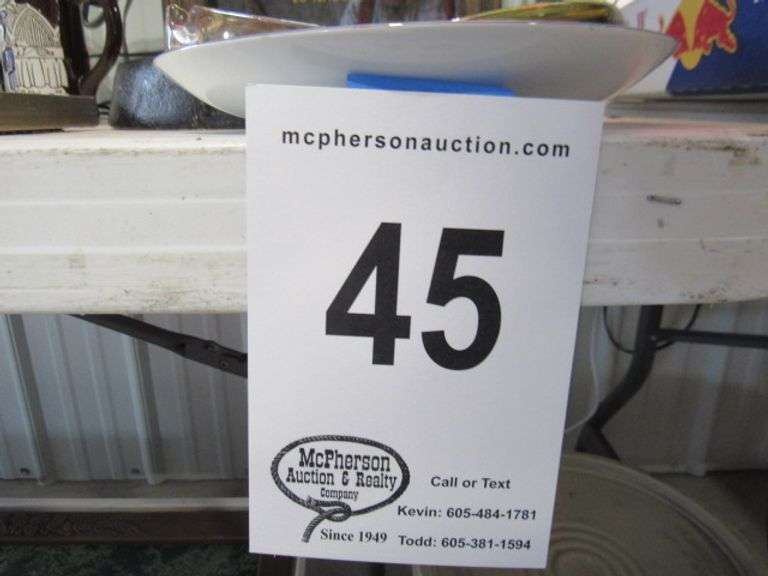 mcphersonauction.com
45
McPherson
Auction & Realty
Company
Since 1949
Call or Text
Kevin: 605-484-1781
Todd: 605-381-1594